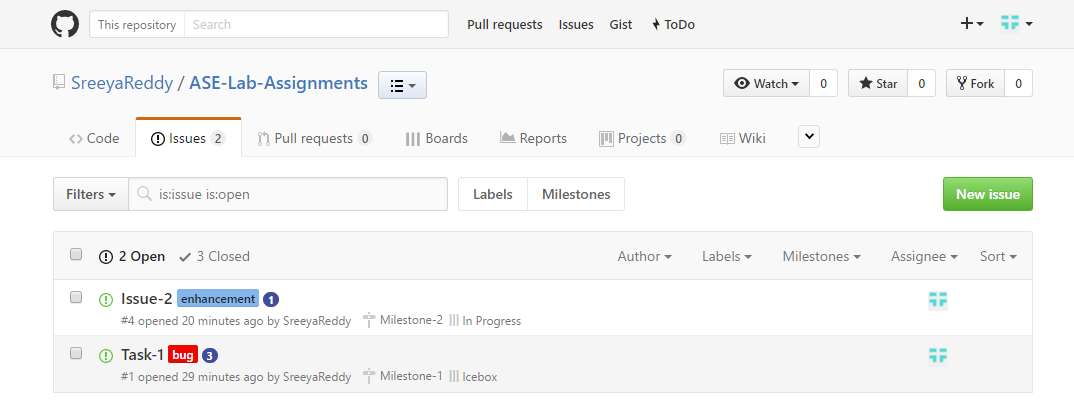 This repository Search Pull requests Issues Gist ToDo
SreeyaReddy / ASE-Lab-Assignments Watch 0 Star 0 Fork 0
Code Issues 2 Pull requests 0 Boards Reports Projects 0 Wiki
Filters is:issue is:open Labels Milestones New issue
2 Open 3 Closed Author Labels Milestones Assignee Sort
Issue-2 enhancement 1
#4 opened 20 minutes ago by SreeyaReddy Milestone-2 In Progress
Task-1 bug 3
#1 opened 29 minutes ago by SreeyaReddy Milestone-1 Icebox